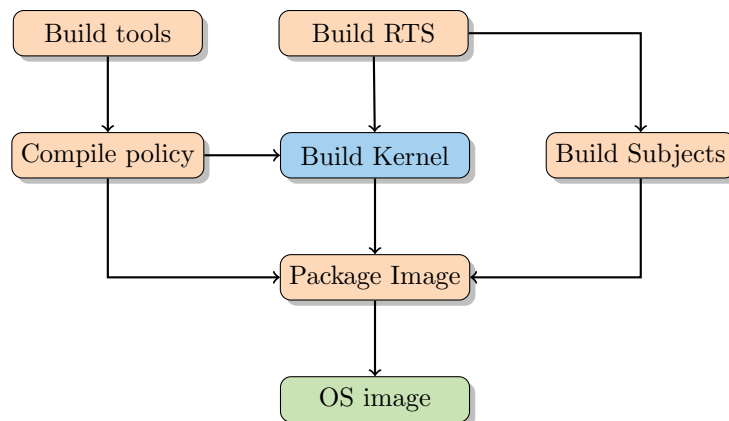 Build tools
Build RTS
Compile policy
Build Kernel
Build Subjects
Package Image
OS image